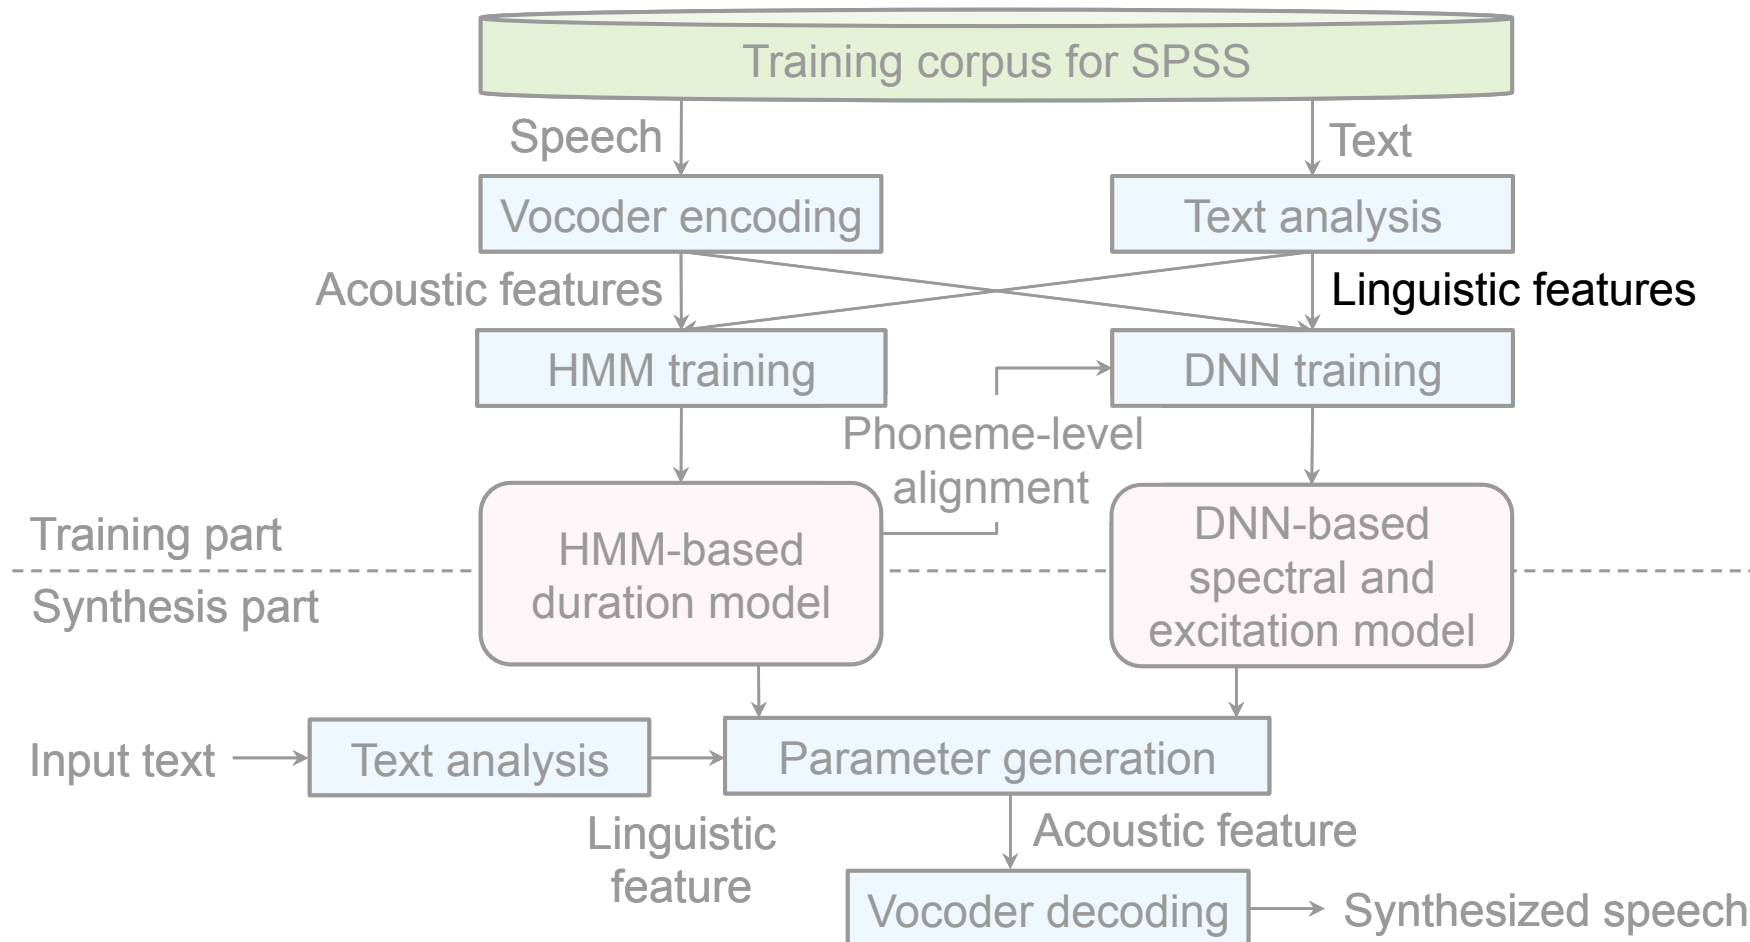 Training corpus for SPSS
Speech
Text
Vocoder encoding
Text analysis
Acoustic features
Linguistic features
HMM training
DNN training
Phoneme-level
alignment
HMM-based
duration model
DNN-based
spectral and
excitation model
Training part
Synthesis part
Input text
Text analysis
Parameter generation
Linguistic
feature
Acoustic feature
Vocoder decoding
Synthesized speech